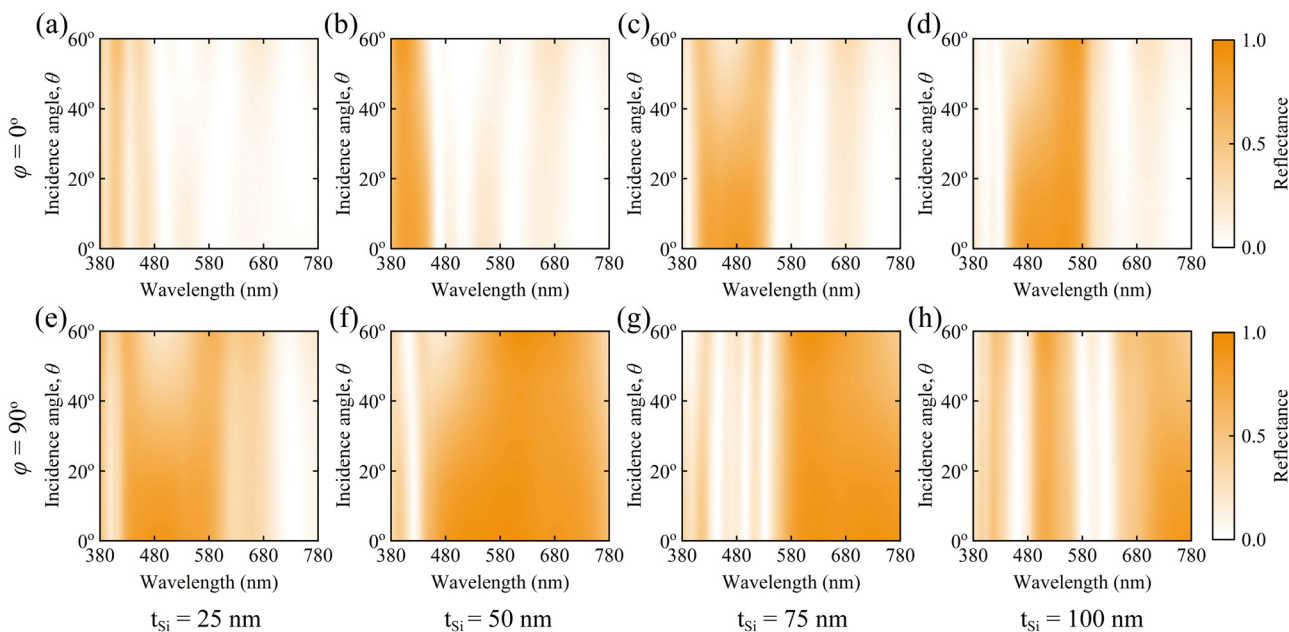 (a)
(b)
(c)
(d)
φ = 0º
Incidence angle, θ
60º
40º
20º
0º
380 480 580 680 780
Wavelength (nm)
Incidence angle, θ
60º
40º
20º
0º
380 480 580 680 780
Wavelength (nm)
Incidence angle, θ
60º
40º
20º
0º
380 480 580 680 780
Wavelength (nm)
Incidence angle, θ
60º
40º
20º
0º
380 480 580 680 780
Wavelength (nm)
1.0
0.5
0.0
Reflectance
(e)
(f)
(g)
(h)
φ = 90º
Incidence angle, θ
60º
40º
20º
0º
380 480 580 680 780
Wavelength (nm)
Incidence angle, θ
60º
40º
20º
0º
380 480 580 680 780
Wavelength (nm)
Incidence angle, θ
60º
40º
20º
0º
380 480 580 680 780
Wavelength (nm)
Incidence angle, θ
60º
40º
20º
0º
380 480 580 680 780
Wavelength (nm)
1.0
0.5
0.0
Reflectance
tSi = 25 nm
tSi = 50 nm
tSi = 75 nm
tSi = 100 nm